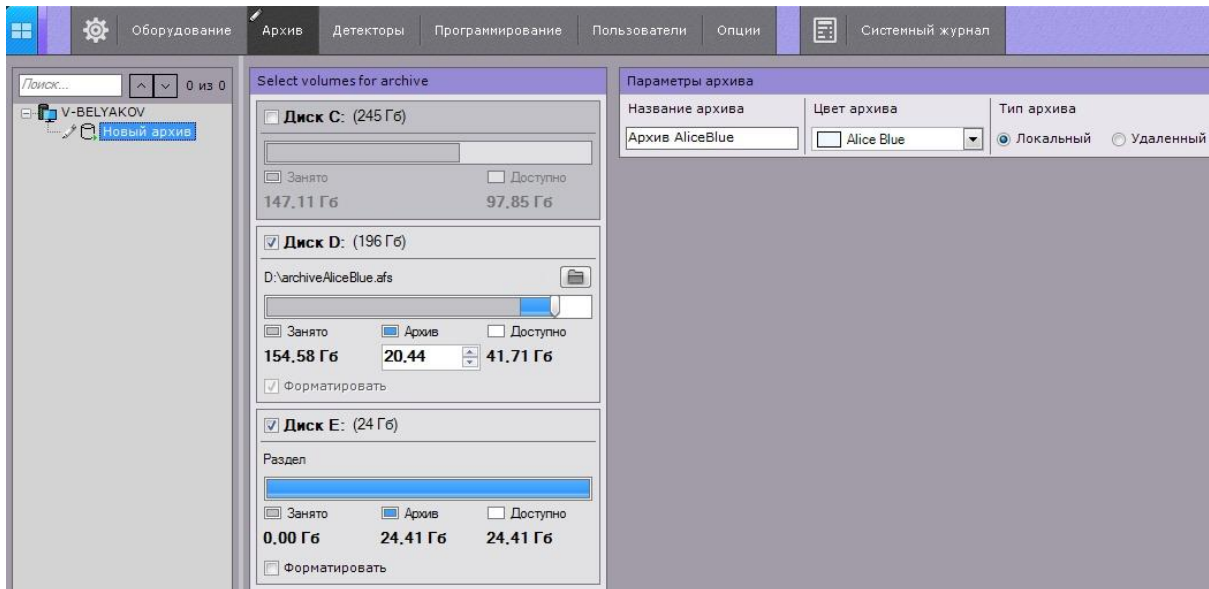 Оборудование Архив Детекторы Программирование Пользователи Опции Системный журнал
Поиск... 0 из 0
V-BELYAKOV
Новый архив
Select volumes for archive
Диск C: (245 Гб)
Занято Доступно
147,11 Гб 97,85 Гб
Диск D: (196 Гб)
D:\archiveAliceBlue.afs
Занято Архив Доступно
154,58 Гб 20,44 41,71 Гб
Форматировать
Диск E: (24 Гб)
Раздел
Занято Архив Доступно
0,00 Гб 24,41 Гб 24,41 Гб
Форматировать
Параметры архива
Название архива Цвет архива Тип архива
Архив AliceBlue Alice Blue Локальный Удаленный